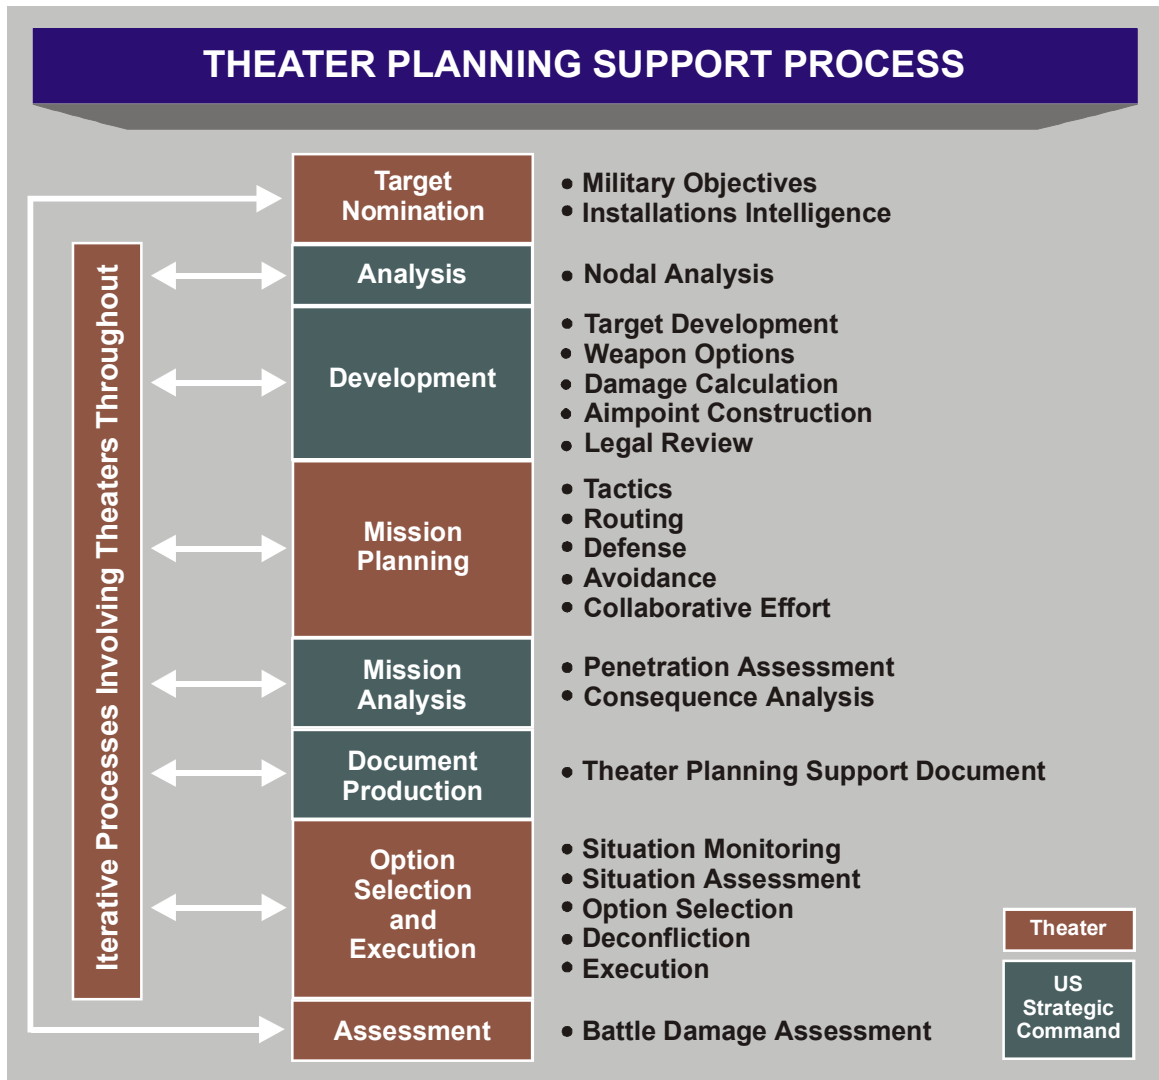 THEATER PLANNING SUPPORT PROCESS
Iterative Processes Involving Theaters Throughout
Target
Nomination
• Military Objectives
• Installations Intelligence
Analysis
• Nodal Analysis
Development
• Target Development
• Weapon Options
• Damage Calculation
• Aimpoint Construction
• Legal Review
Mission
Planning
• Tactics
• Routing
• Defense
• Avoidance
• Collaborative Effort
Mission
Analysis
• Penetration Assessment
• Consequence Analysis
Document
Production
• Theater Planning Support Document
Option
Selection
and
Execution
• Situation Monitoring
• Situation Assessment
• Option Selection
• Deconfliction
• Execution
Assessment
• Battle Damage Assessment
Theater
US
Strategic
Command